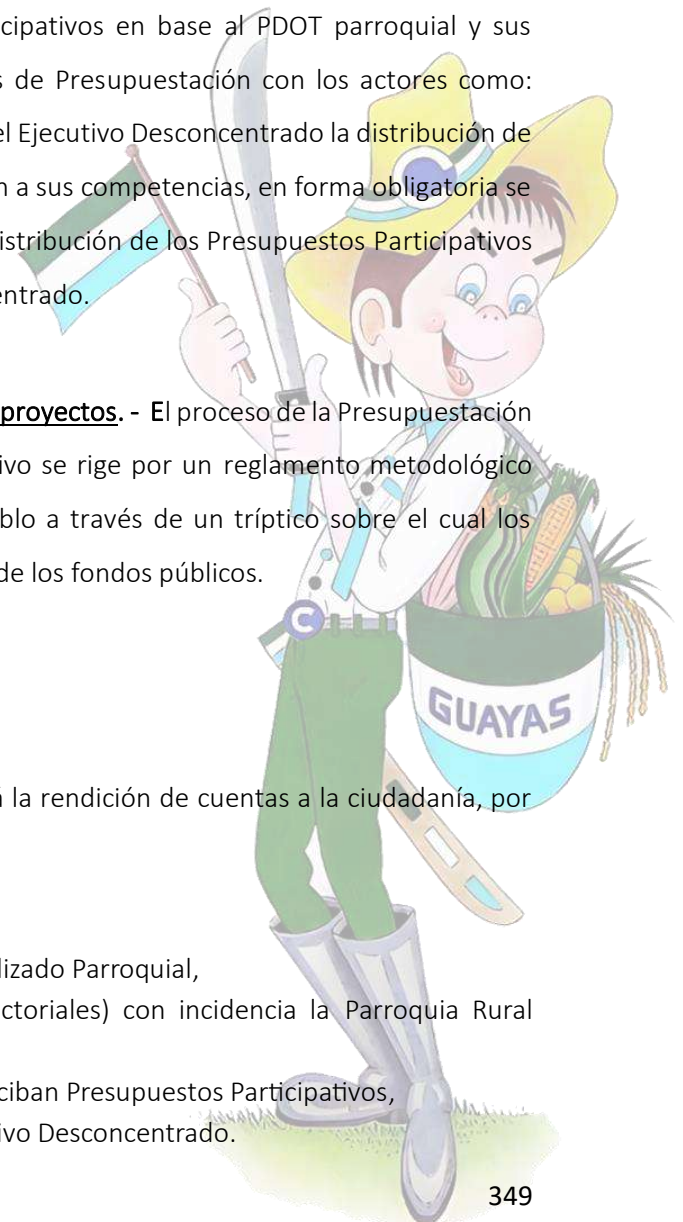 cipativos en base al PDOT parroquial y sus
s de Presupuestación con los actores como:
el Ejecutivo Desconcentrado la distribución de
n a sus competencias, en forma obligatoria se
istribución de los Presupuestos Participativos
entrado.
proyectos. - El proceso de la Presupuestación
ivo se rige por un reglamento metodológico
blo a través de un tríptico sobre el cual los
de los fondos públicos.
C
GUAYAS
la rendición de cuentas a la ciudadanía, por
lizado Parroquial,
ctoriales) con incidencia la Parroquia Rural
ciban Presupuestos Participativos,
ivo Desconcentrado.
349